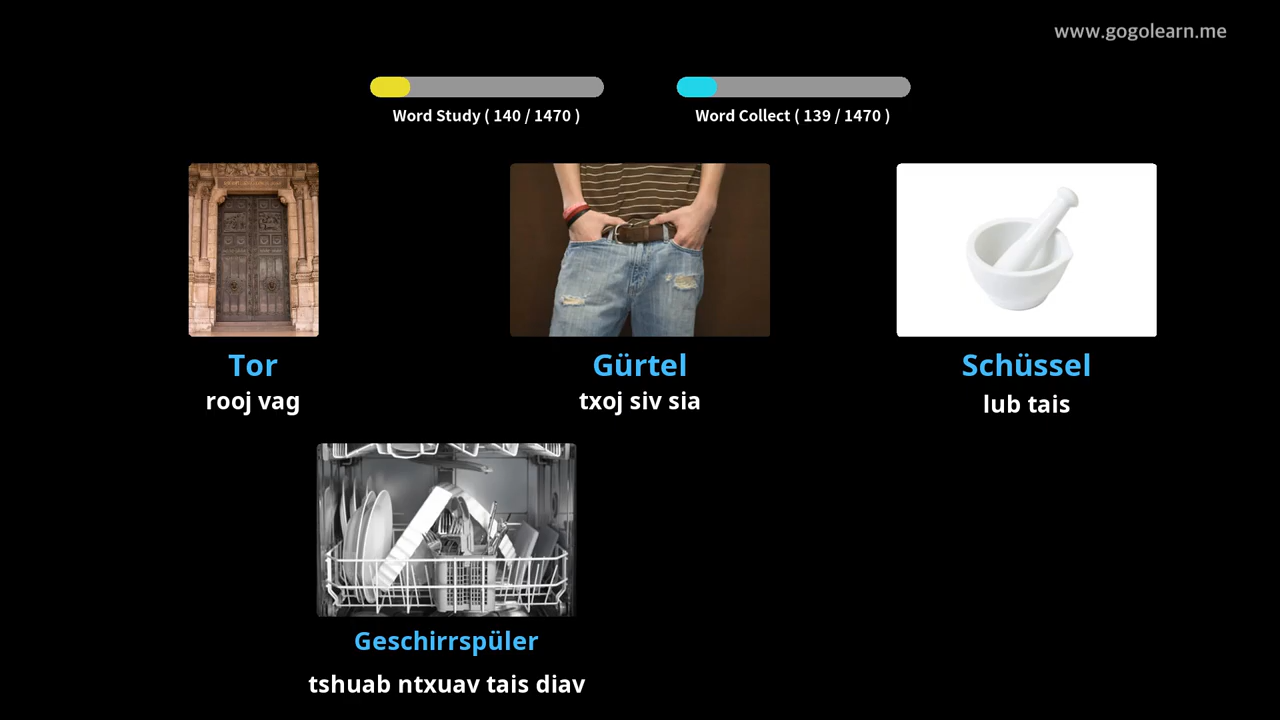 www.gogolearn.me
Word Study ( 140 / 1470 )
Word Collect ( 139 / 1470 )
Tor
rooj vag
Gürtel
txoj siv sia
Schüssel
lub tais
Geschirrspüler
tshuab ntxuav tais diav